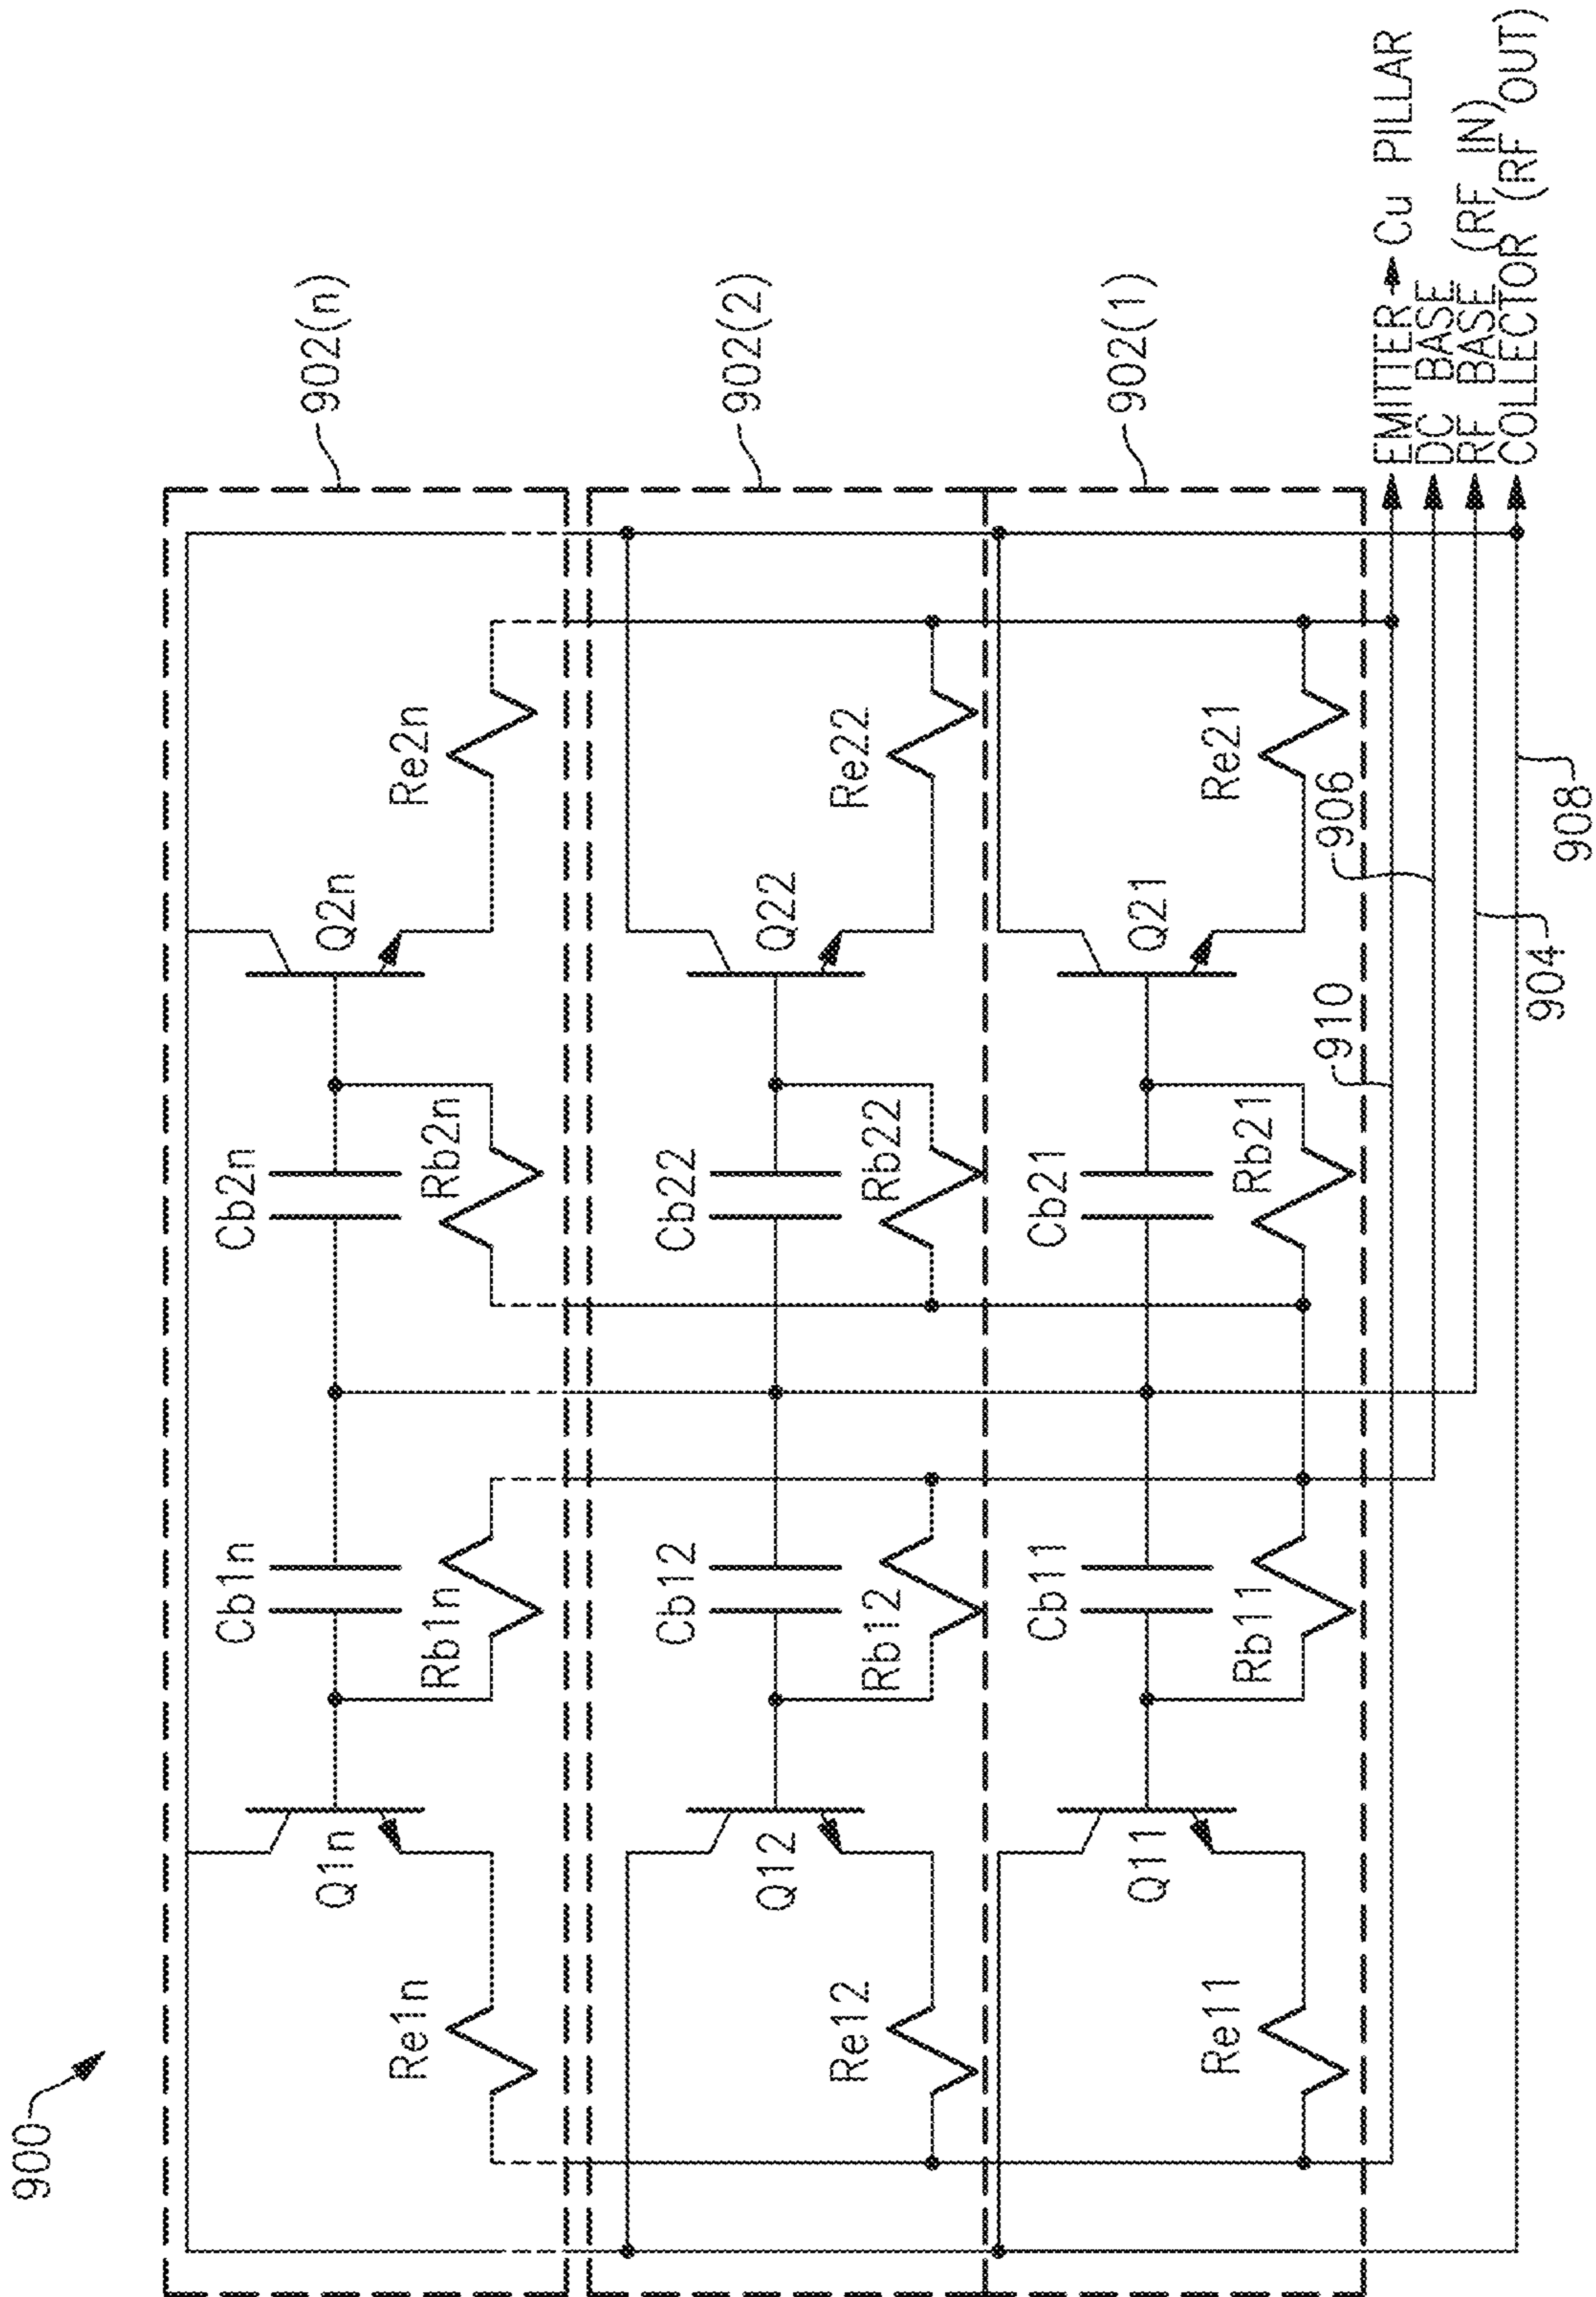 900
902(n)
902(2)
902(1)
Re1n
Q1n
Cb1n
Rb1n
Cb2n
Rb2n
Q2n
Re2n
Re12
Q12
Cb12
Rb12
Cb22
Rb22
Q22
Re22
Re11
Q11
Cb11
Rb11
Cb21
Rb21
Q21
Re21
910
906
904
908
EMITTER → Cu PILLAR
DC BASE
RF BASE (RF IN)
COLLECTOR (RF OUT)